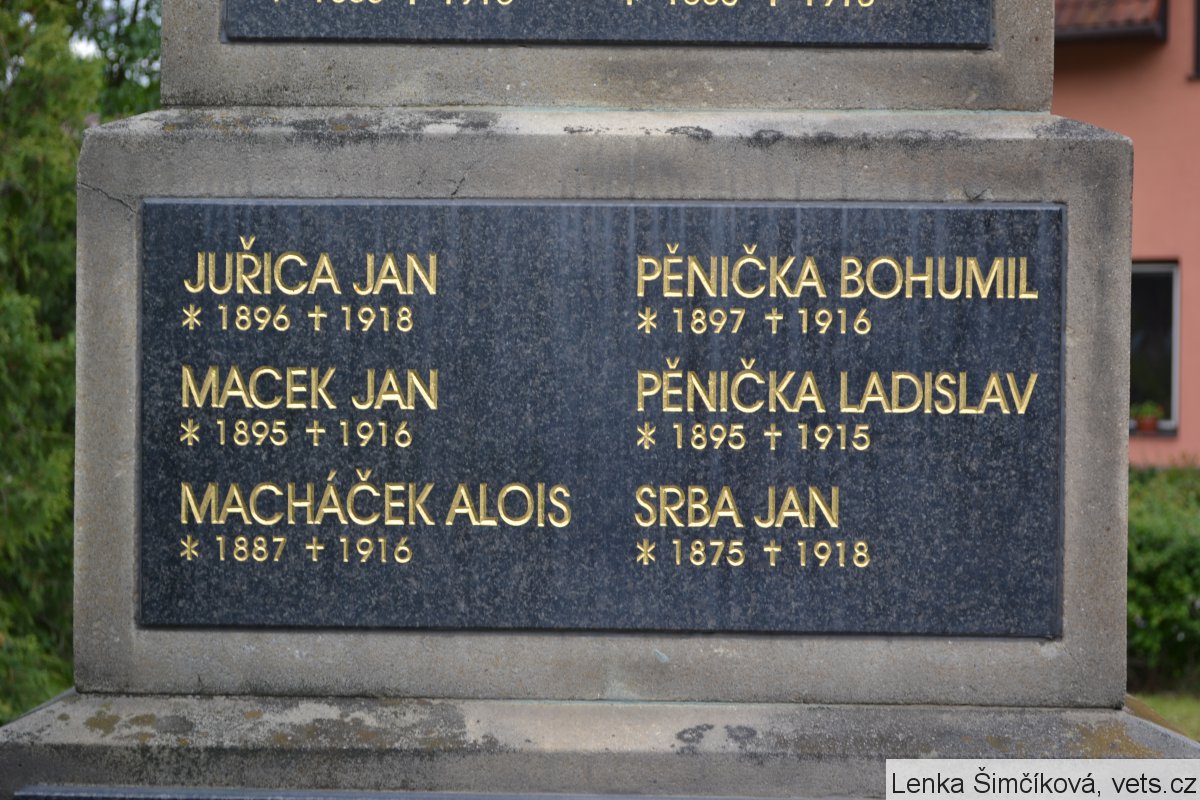 JUŘICA JAN
* 1896 † 1918
MACEK JAN
* 1895 † 1916
MACHÁČEK ALOIS
* 1887 † 1916
PĚNIČKA BOHUMIL
* 1897 † 1916
PĚNIČKA LADISLAV
* 1895 † 1915
SRBA JAN
* 1875 † 1918
Lenka Šimčíková, vets.cz